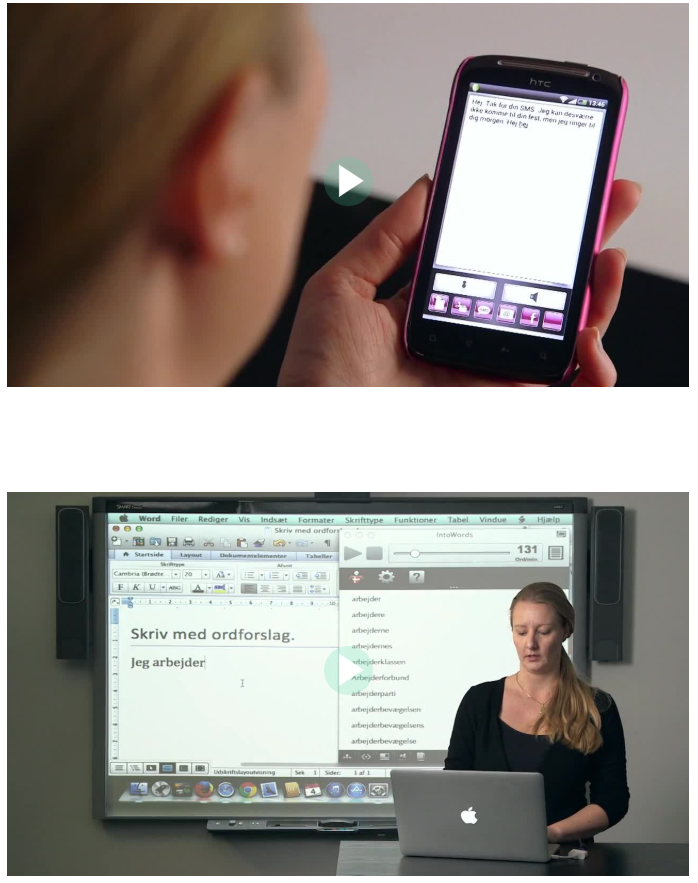 hTC
13:46
Hej. Tak for din SMS. Jeg kan desværre
ikke komme til din fest, men jeg ringer til
dig morgen. Hej hej
Word Filer Rediger Vis Indsæt Formater Skrifttype Funktioner Tabel Vindue Hjælp
Skriv med ordfors
IntoWords
131
Ord/min
Startside Layout Dokumentelementer Tabeller
Skrifttype Afsnit
Cambria (Brødte 20
F K U ABC A
?
Skriv med ordforslag.
Jeg arbejder
arbejder
arbejdere
arbejderne
arbejdernes
arbejderklassen
Arbejderforbund
arbejderparti
arbejderbevægelsen
arbejderbevægelsens
arbejderbevægelse
Udskriftslayoutvisning Sek 1 Sider: 1 af 1